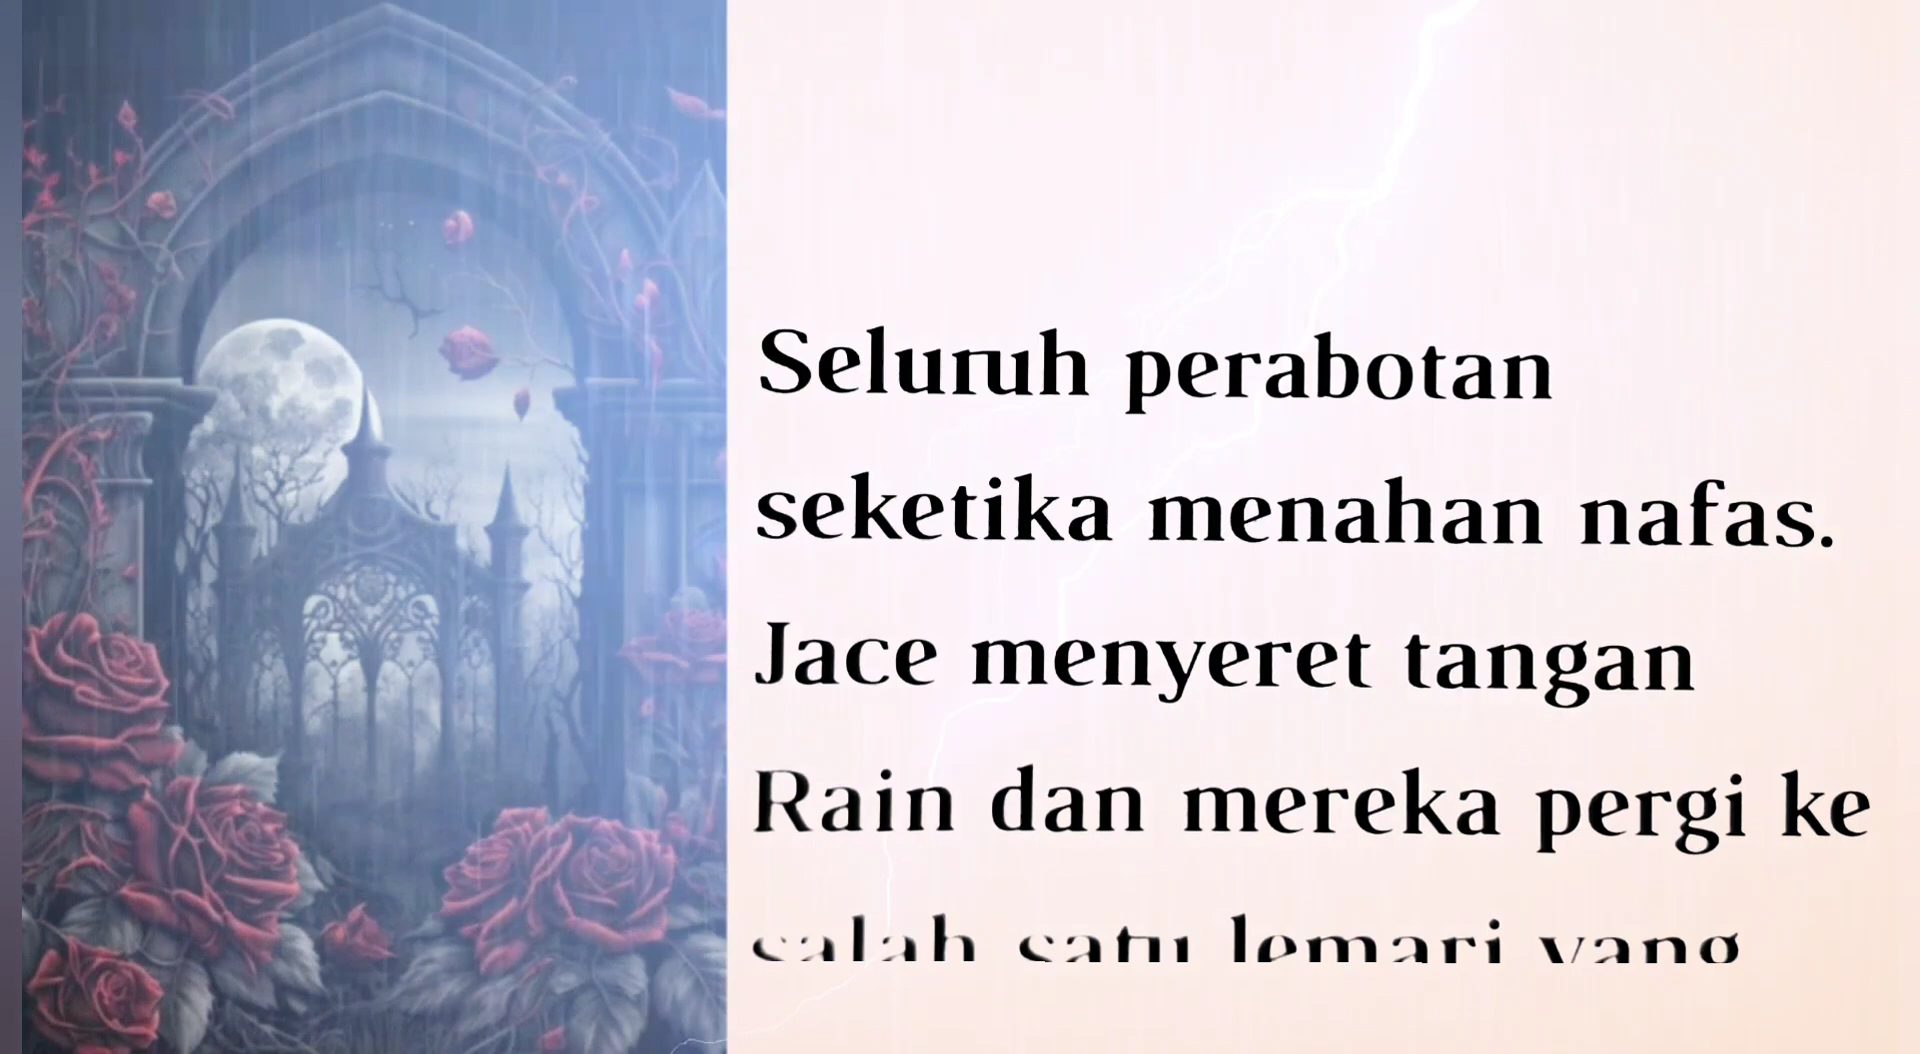 Seluruh perabotan
seketika menahan nafas.
Jace menyeret tangan
Rain dan mereka pergi ke
salah satu lemari yang